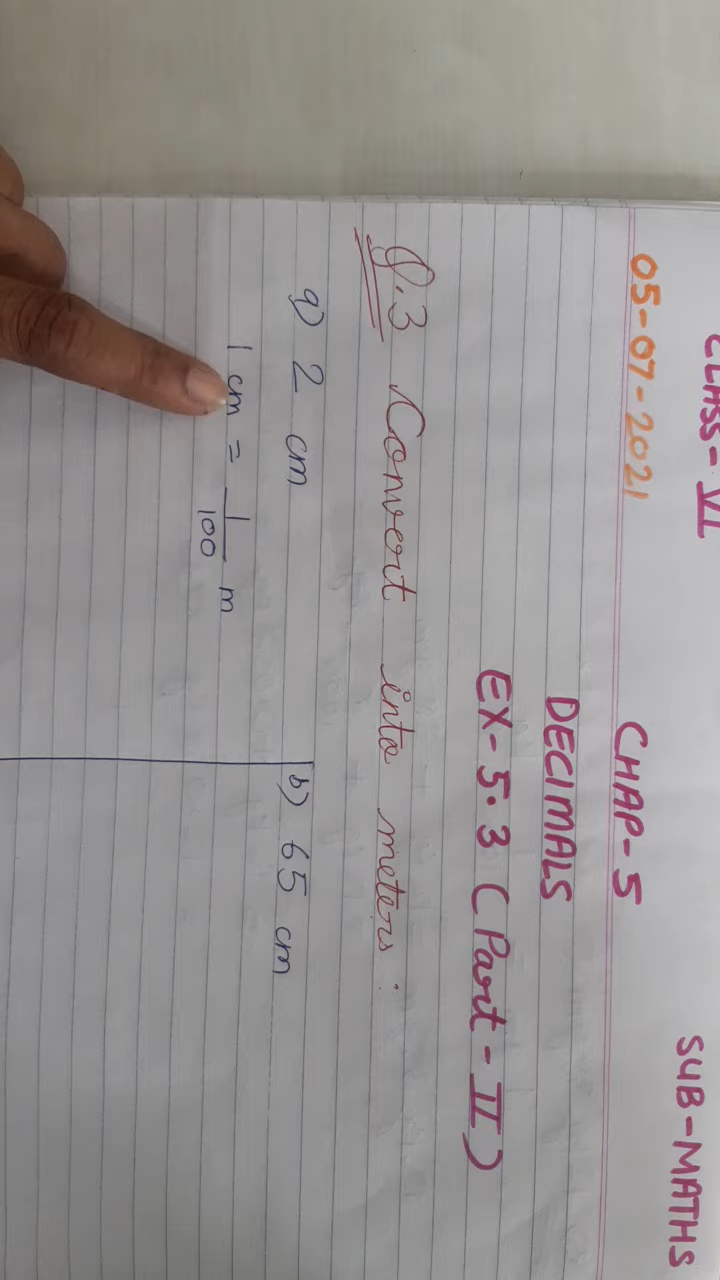 CLASS- VI SUB-MATHS
05-07-2021 CHAP-5
DECIMALS
EX-5.3 (Part-II)
Q.3 Convert into meters:
a) 2 cm b) 65 cm
1 cm = 1/100 m